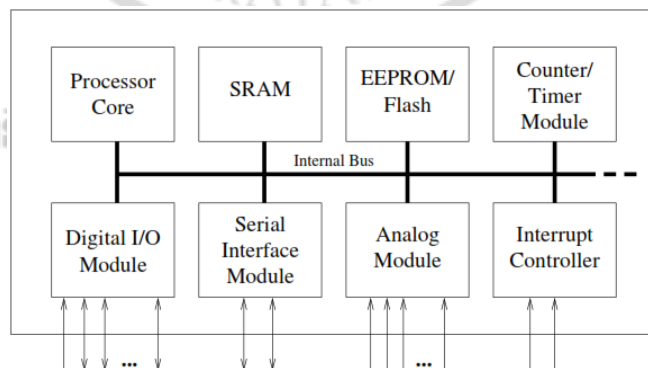 Processor
Core
SRAM
EEPROM/
Flash
Counter/
Timer
Module
Internal Bus
Digital I/O
Module
Serial
Interface
Module
Analog
Module
Interrupt
Controller
...
...